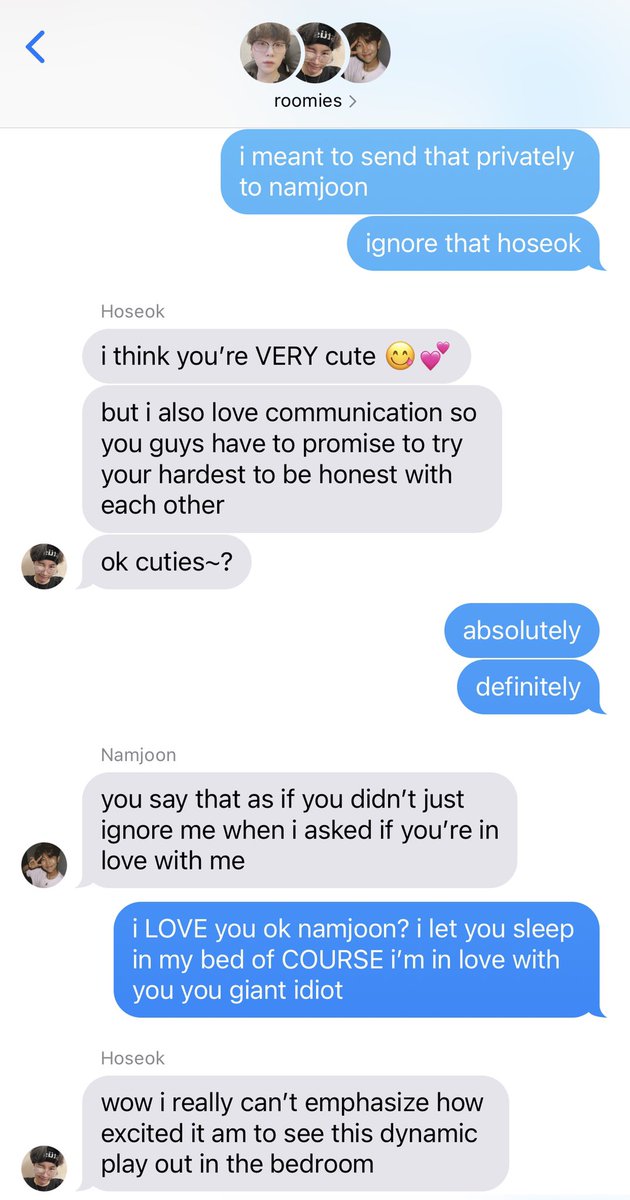 roomies
i meant to send that privately
to namjoon
ignore that hoseok
Hoseok
i think you’re VERY cute 😋💕
but i also love communication so
you guys have to promise to try
your hardest to be honest with
each other
ok cuties~?
absolutely
definitely
Namjoon
you say that as if you didn’t just
ignore me when i asked if you’re in
love with me
i LOVE you ok namjoon? i let you sleep
in my bed of COURSE i’m in love with
you you giant idiot
Hoseok
wow i really can’t emphasize how
excited it am to see this dynamic
play out in the bedroom